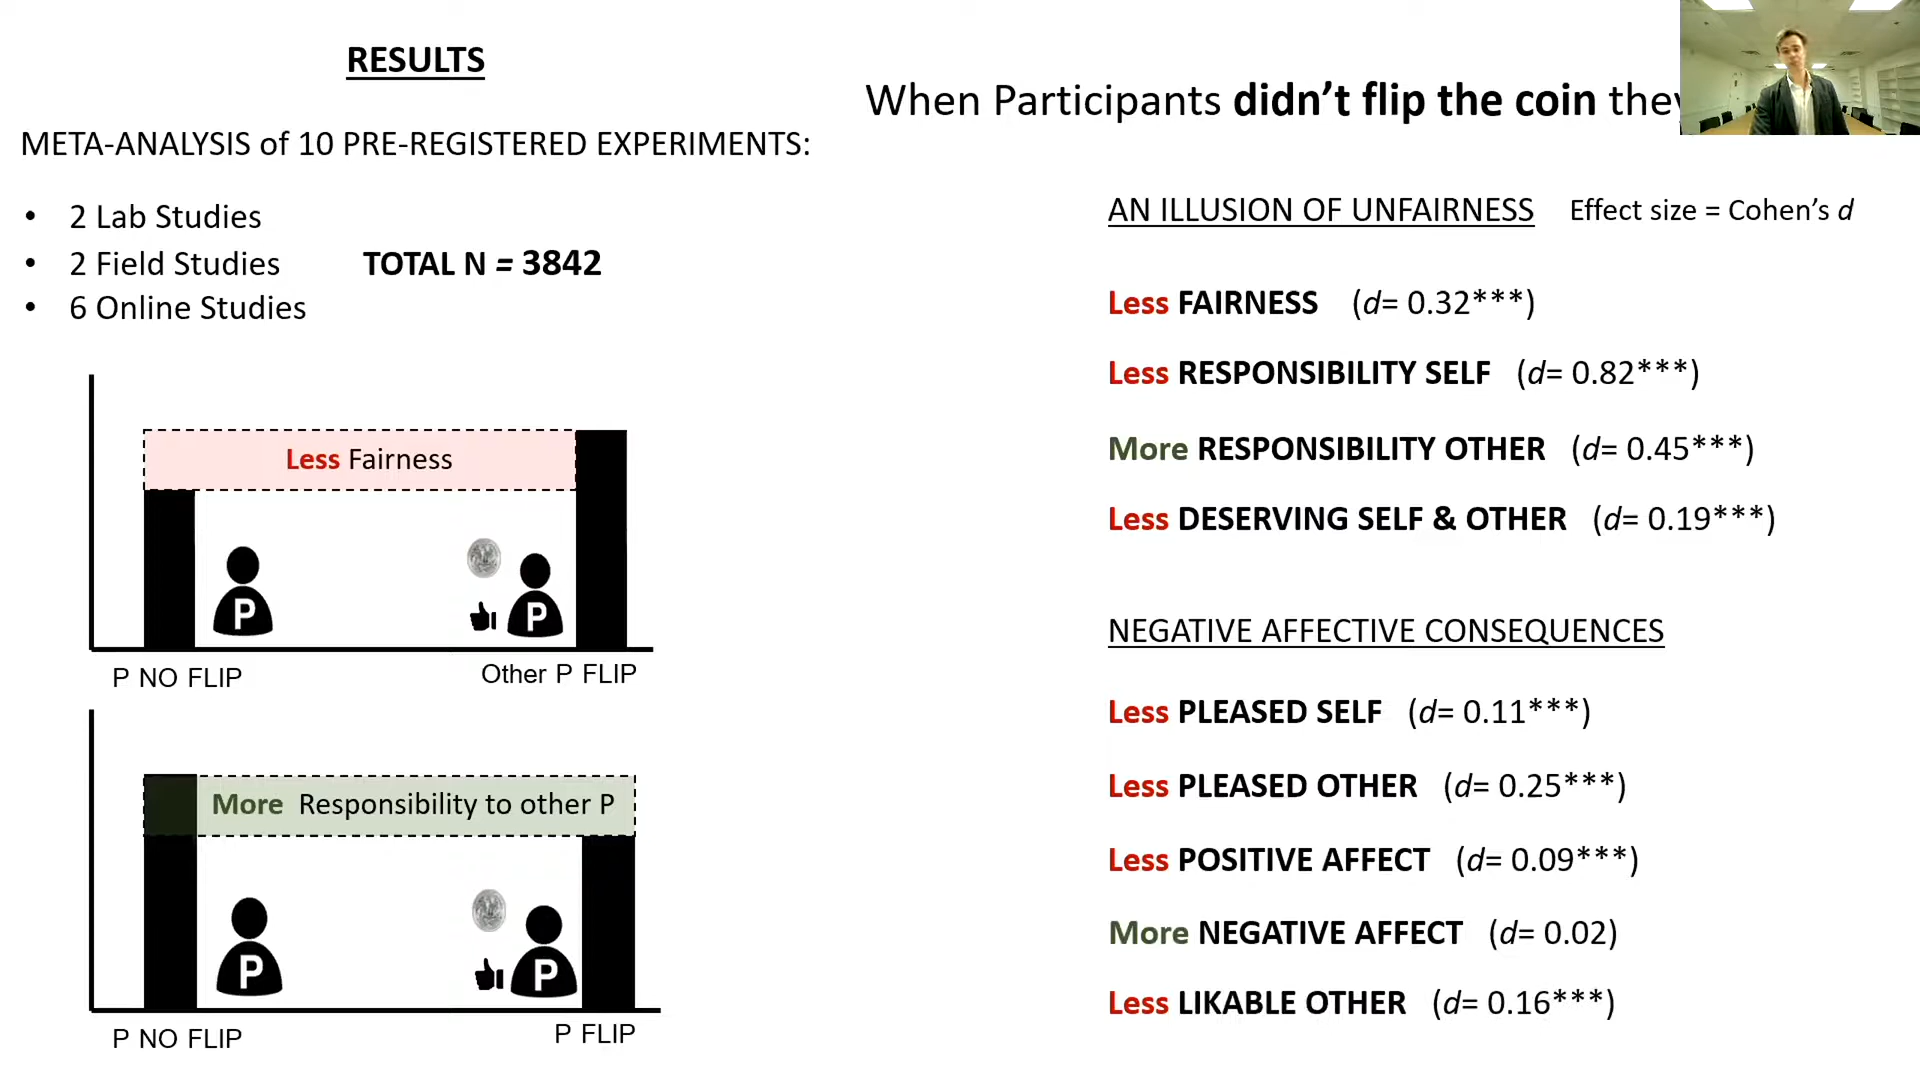 RESULTS
META-ANALYSIS of 10 PRE-REGISTERED EXPERIMENTS:
• 2 Lab Studies
• 2 Field Studies
TOTAL N = 3842
• 6 Online Studies
Less Fairness
P
P
P NO FLIP
Other P FLIP
More Responsibility to other P
P
P
P NO FLIP
P FLIP
When Participants didn't flip the coin they
AN ILLUSION OF UNFAIRNESS
Effect size = Cohen's d
Less FAIRNESS (d= 0.32***)
Less RESPONSIBILITY SELF (d= 0.82***)
More RESPONSIBILITY OTHER (d= 0.45***)
Less DESERVING SELF & OTHER (d= 0.19***)
NEGATIVE AFFECTIVE CONSEQUENCES
Less PLEASED SELF (d= 0.11***)
Less PLEASED OTHER (d= 0.25***)
Less POSITIVE AFFECT (d= 0.09***)
More NEGATIVE AFFECT (d= 0.02)
Less LIKABLE OTHER (d= 0.16***)